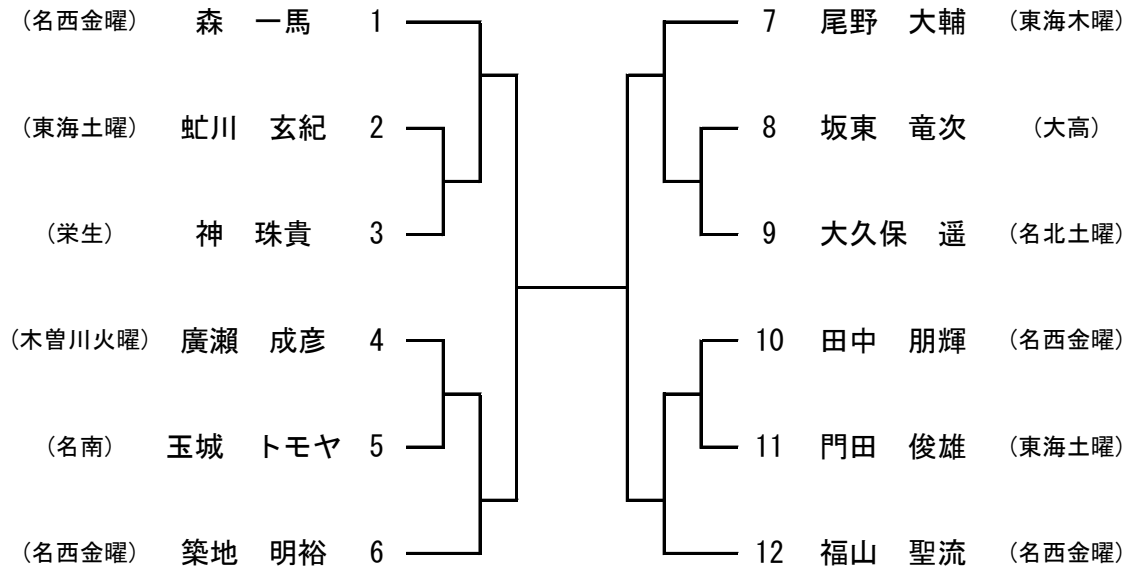 (名西金曜) 森 一馬 1
(東海土曜) 虻川 玄紀 2
(栄生) 神 珠貴 3
(木曽川火曜) 廣瀬 成彦 4
(名南) 玉城 トモヤ 5
(名西金曜) 築地 明裕 6
7 尾野 大輔 (東海木曜)
8 坂東 竜次 (大高)
9 大久保 遥 (名北土曜)
10 田中 朋輝 (名西金曜)
11 門田 俊雄 (東海土曜)
12 福山 聖流 (名西金曜)